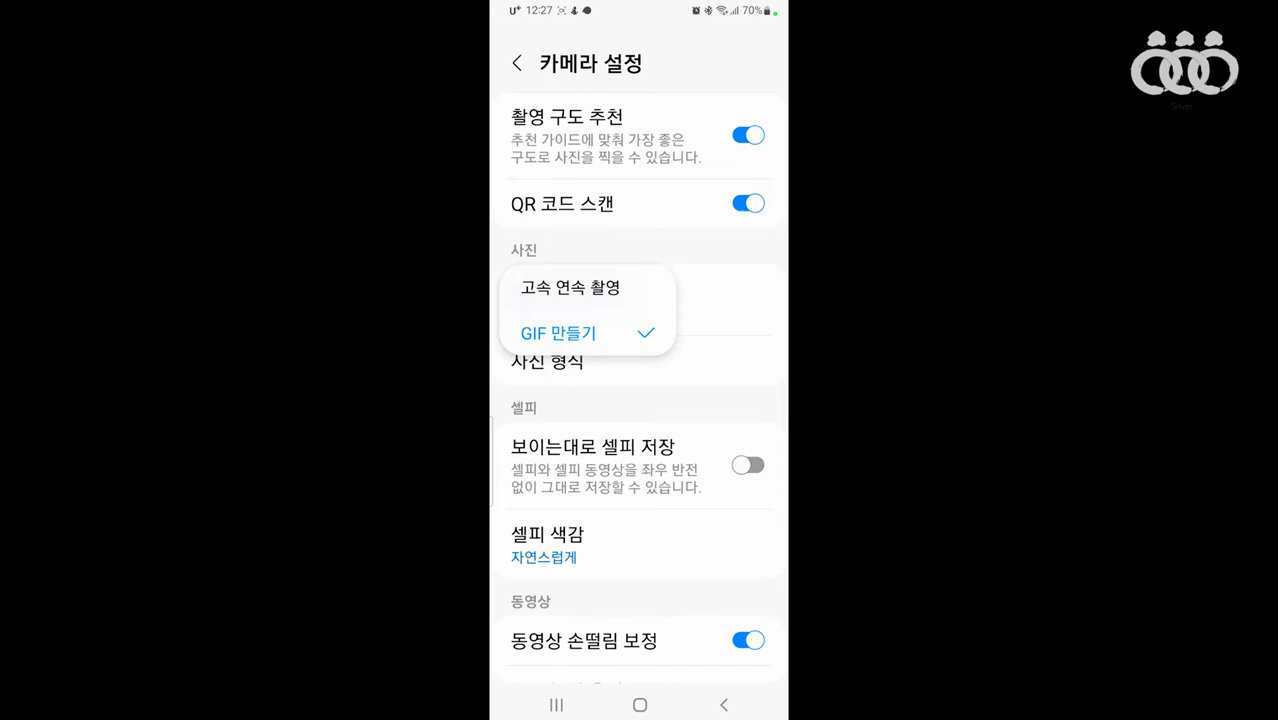 U+ 12:27 70%
카메라 설정
촬영 구도 추천
추천 가이드에 맞춰 가장 좋은
구도로 사진을 찍을 수 있습니다.
QR 코드 스캔
사진
고속 연속 촬영
GIF 만들기
사진 형식
셀피
보이는대로 셀피 저장
셀피와 셀피 동영상을 좌우 반전
없이 그대로 저장할 수 있습니다.
셀피 색감
자연스럽게
동영상
동영상 손떨림 보정
Silver